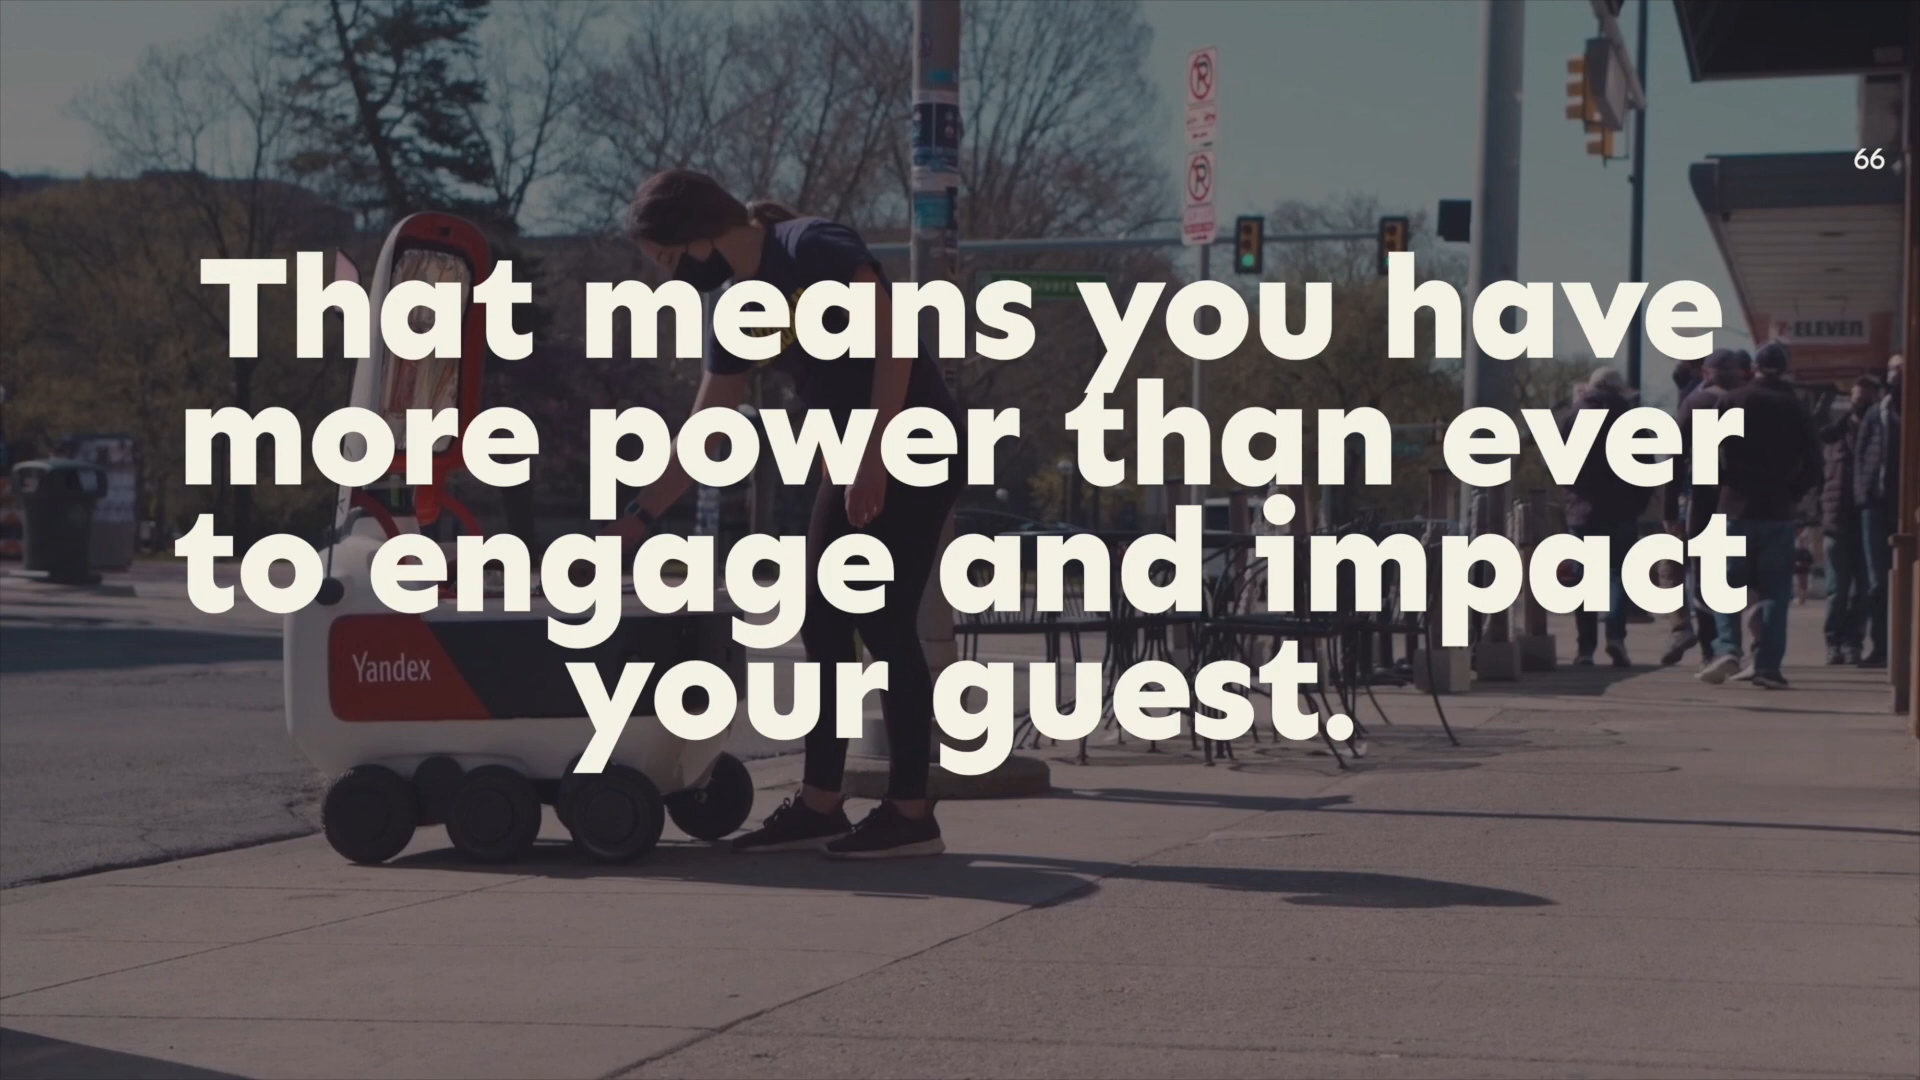 66
That means you have
more power than ever
to engage and impact
your guest.
Yandex
7-ELEVEN